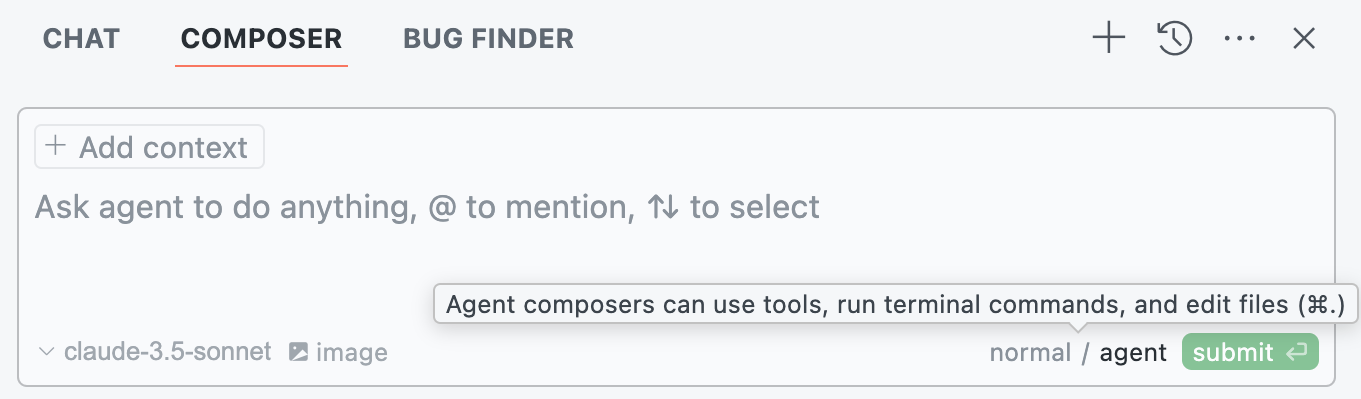 CHAT COMPOSER BUG FINDER
+ Add context
Ask agent to do anything, @ to mention, ⇅ to select
Agent composers can use tools, run terminal commands, and edit files (⌘.)
claude-3.5-sonnet image normal / agent submit